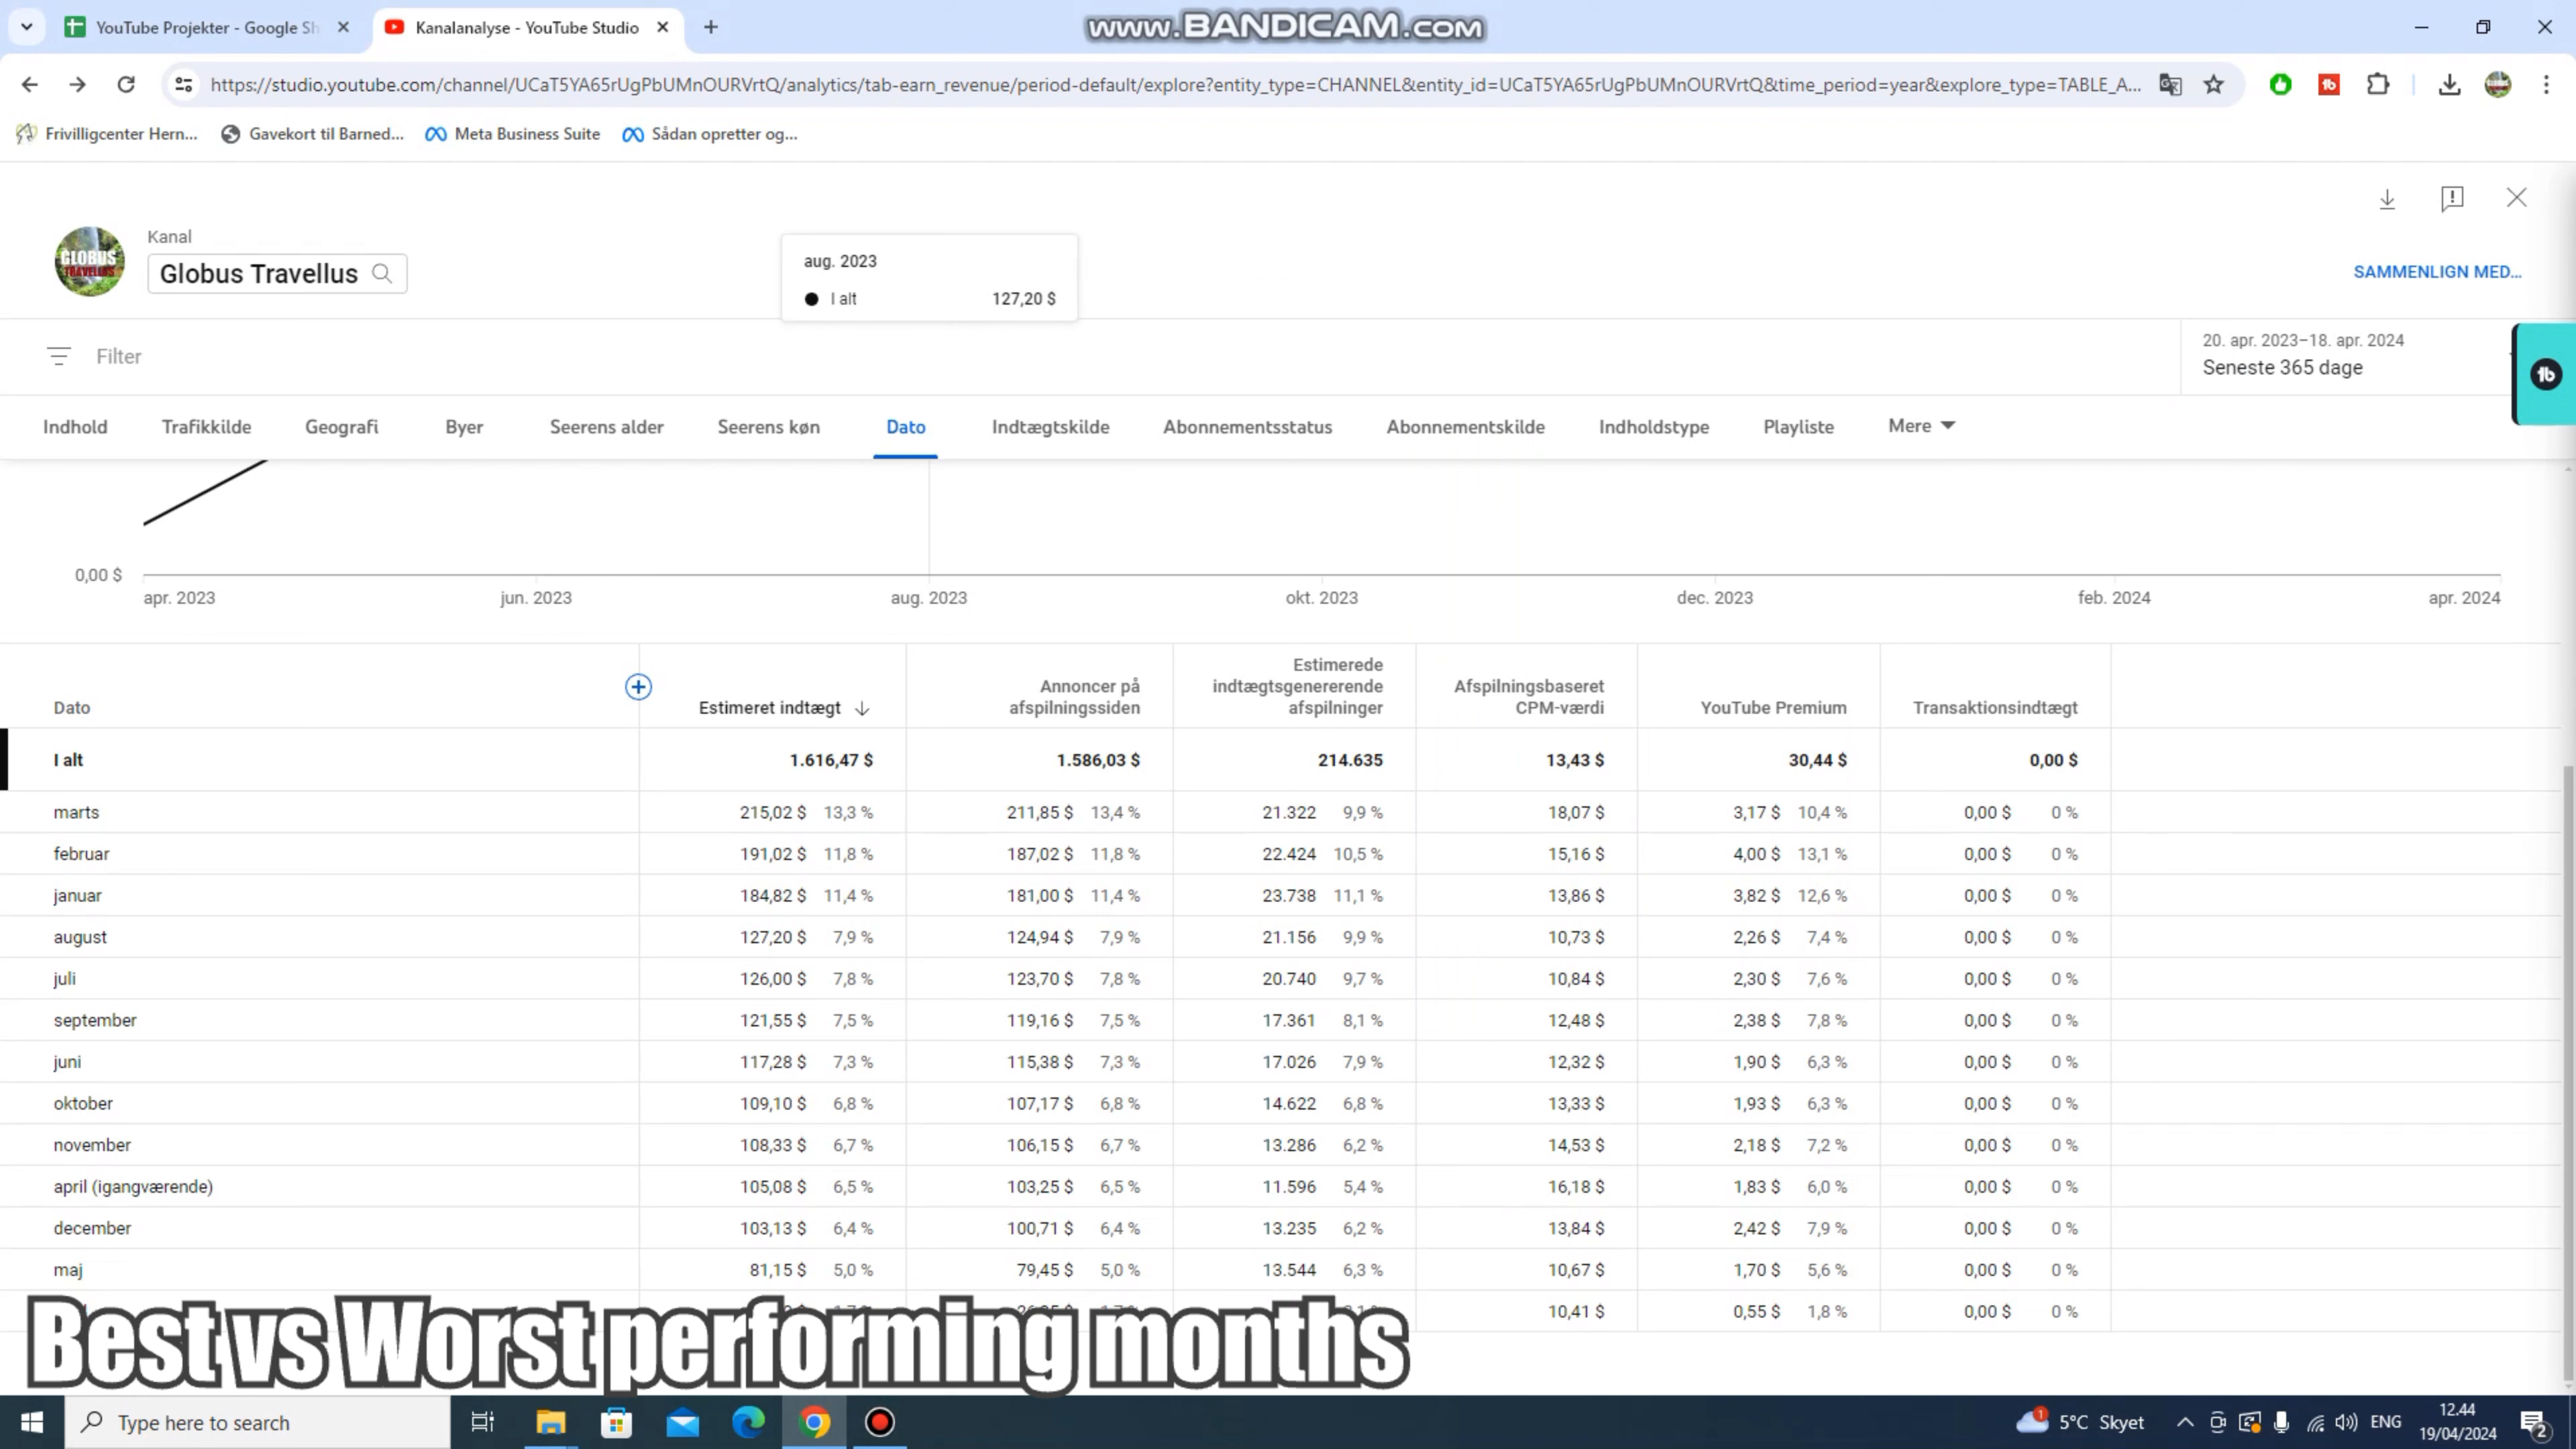 YouTube Projekter - Google Sh
Kanalanalyse - YouTube Studio
www.BANDICAM.com
https://studio.youtube.com/channel/UCaT5YA65rUgPbUMnOURVrtQ/analytics/tab-earn_revenue/period-default/explore?entity_type=CHANNEL&entity_id=UCaT5YA65rUgPbUMnOURVrtQ&time_period=year&explore_type=TABLE_A...
Frivilligcenter Hern... Gavekort til Barned... Meta Business Suite Sådan opretter og...
GLOBUS
TRAVELLUS
Kanal
Globus Travellus
aug. 2023
I alt 127,20 $
SAMMENLIGN MED...
Filter
20. apr. 2023–18. apr. 2024
Seneste 365 dage
Indhold Trafikkilde Geografi Byer Seerens alder Seerens køn Dato Indtægtskilde Abonnementsstatus Abonnementskilde Indholdstype Playliste Mere
0,00 $
apr. 2023 jun. 2023 aug. 2023 okt. 2023 dec. 2023 feb. 2024 apr. 2024
Dato Estimeret indtægt Annoncer på afspilningssiden Estimerede indtægtsgenererende afspilninger Afspilningsbaseret CPM-værdi YouTube Premium Transaktionsindtægt
I alt 1.616,47 $ 1.586,03 $ 214.635 13,43 $ 30,44 $ 0,00 $
marts 215,02 $ 13,3 % 211,85 $ 13,4 % 21.322 9,9 % 18,07 $ 3,17 $ 10,4 % 0,00 $ 0 %
februar 191,02 $ 11,8 % 187,02 $ 11,8 % 22.424 10,5 % 15,16 $ 4,00 $ 13,1 % 0,00 $ 0 %
januar 184,82 $ 11,4 % 181,00 $ 11,4 % 23.738 11,1 % 13,86 $ 3,82 $ 12,6 % 0,00 $ 0 %
august 127,20 $ 7,9 % 124,94 $ 7,9 % 21.156 9,9 % 10,73 $ 2,26 $ 7,4 % 0,00 $ 0 %
juli 126,00 $ 7,8 % 123,70 $ 7,8 % 20.740 9,7 % 10,84 $ 2,30 $ 7,6 % 0,00 $ 0 %
september 121,55 $ 7,5 % 119,16 $ 7,5 % 17.361 8,1 % 12,48 $ 2,38 $ 7,8 % 0,00 $ 0 %
juni 117,28 $ 7,3 % 115,38 $ 7,3 % 17.026 7,9 % 12,32 $ 1,90 $ 6,3 % 0,00 $ 0 %
oktober 109,10 $ 6,8 % 107,17 $ 6,8 % 14.622 6,8 % 13,33 $ 1,93 $ 6,3 % 0,00 $ 0 %
november 108,33 $ 6,7 % 106,15 $ 6,7 % 13.286 6,2 % 14,53 $ 2,18 $ 7,2 % 0,00 $ 0 %
april (igangværende) 105,08 $ 6,5 % 103,25 $ 6,5 % 11.596 5,4 % 16,18 $ 1,83 $ 6,0 % 0,00 $ 0 %
december 103,13 $ 6,4 % 100,71 $ 6,4 % 13.235 6,2 % 13,84 $ 2,42 $ 7,9 % 0,00 $ 0 %
maj 81,15 $ 5,0 % 79,45 $ 5,0 % 13.544 6,3 % 10,67 $ 1,70 $ 5,6 % 0,00 $ 0 %
10,41 $ 0,55 $ 1,8 % 0,00 $ 0 %
Best vs Worst performing months
Type here to search
1 5°C Skyet ENG
12.44
19/04/2024
2